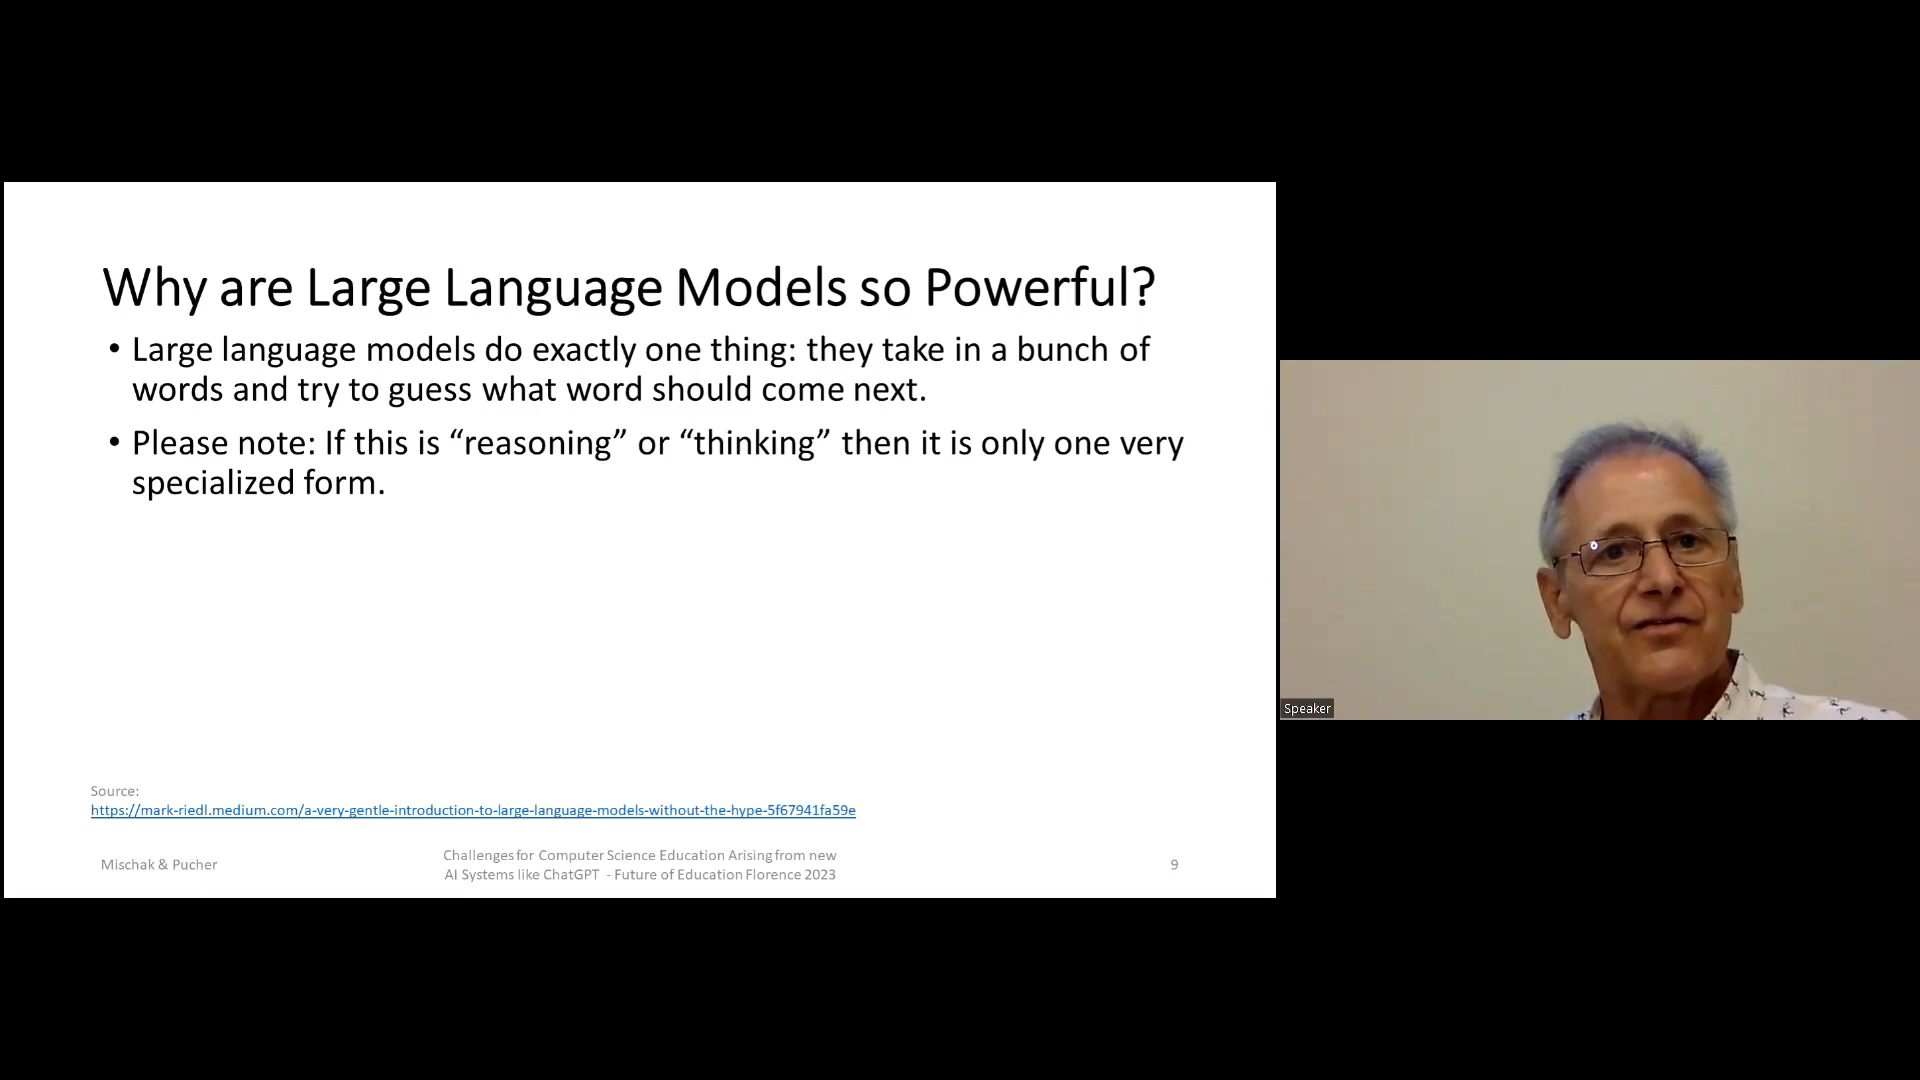 Why are Large Language Models so Powerful?
• Large language models do exactly one thing: they take in a bunch of
words and try to guess what word should come next.
• Please note: If this is “reasoning” or “thinking” then it is only one very
specialized form.
Speaker
Source:
https://mark-riedl.medium.com/a-very-gentle-introduction-to-large-language-models-without-the-hype-5f67941fa59e
Mischak & Pucher
Challenges for Computer Science Education Arising from new
AI Systems like ChatGPT - Future of Education Florence 2023
9